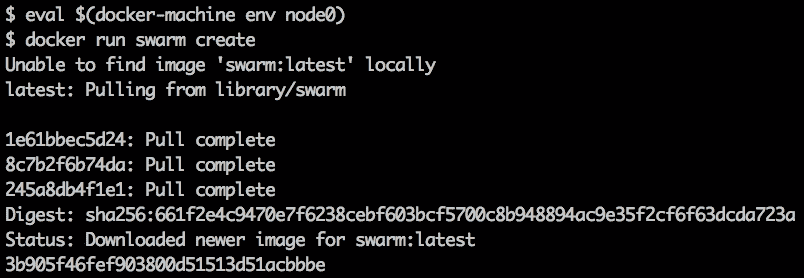 $ eval $(docker-machine env node0)
$ docker run swarm create
Unable to find image 'swarm:latest' locally
latest: Pulling from library/swarm
1e61bbec5d24: Pull complete
8c7b2f6b74da: Pull complete
245a8db4f1e1: Pull complete
Digest: sha256:661f2e4c9470e7f6238cebf603bcf5700c8b948894ac9e35f2cf6f63dcda723a
Status: Downloaded newer image for swarm:latest
3b905f46fef903800d51513d51acbbbe